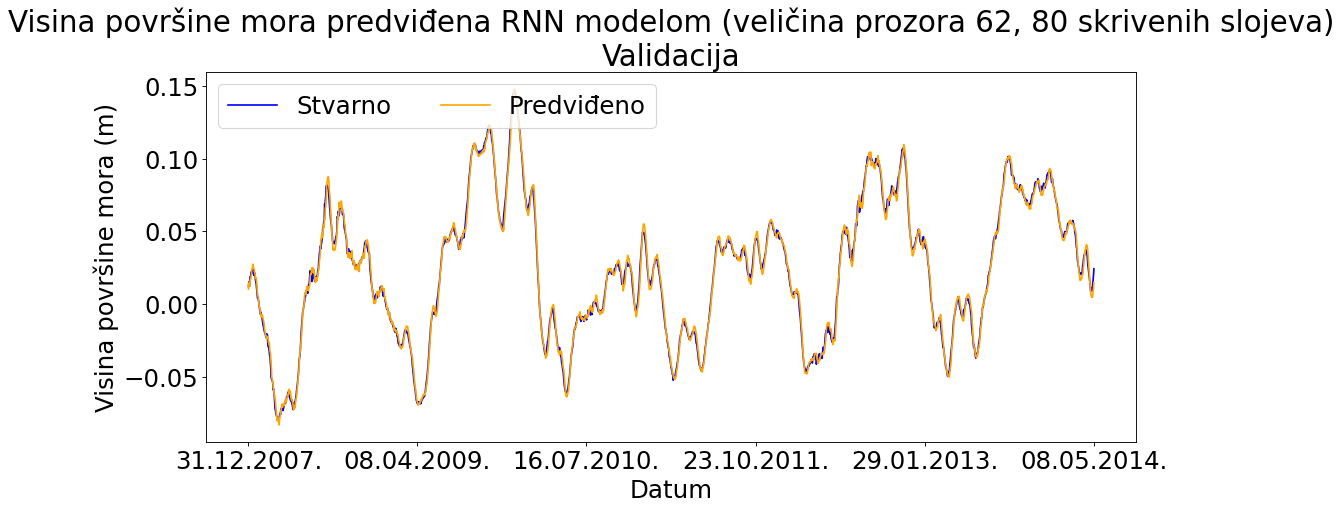 Visina površine mora predviđena RNN modelom (veličina prozora 62, 80 skrivenih slojeva)
Validacija
Stvarno Predviđeno
Visina površine mora (m)
0.15
0.10
0.05
0.00
−0.05
31.12.2007. 08.04.2009. 16.07.2010. 23.10.2011. 29.01.2013. 08.05.2014.
Datum